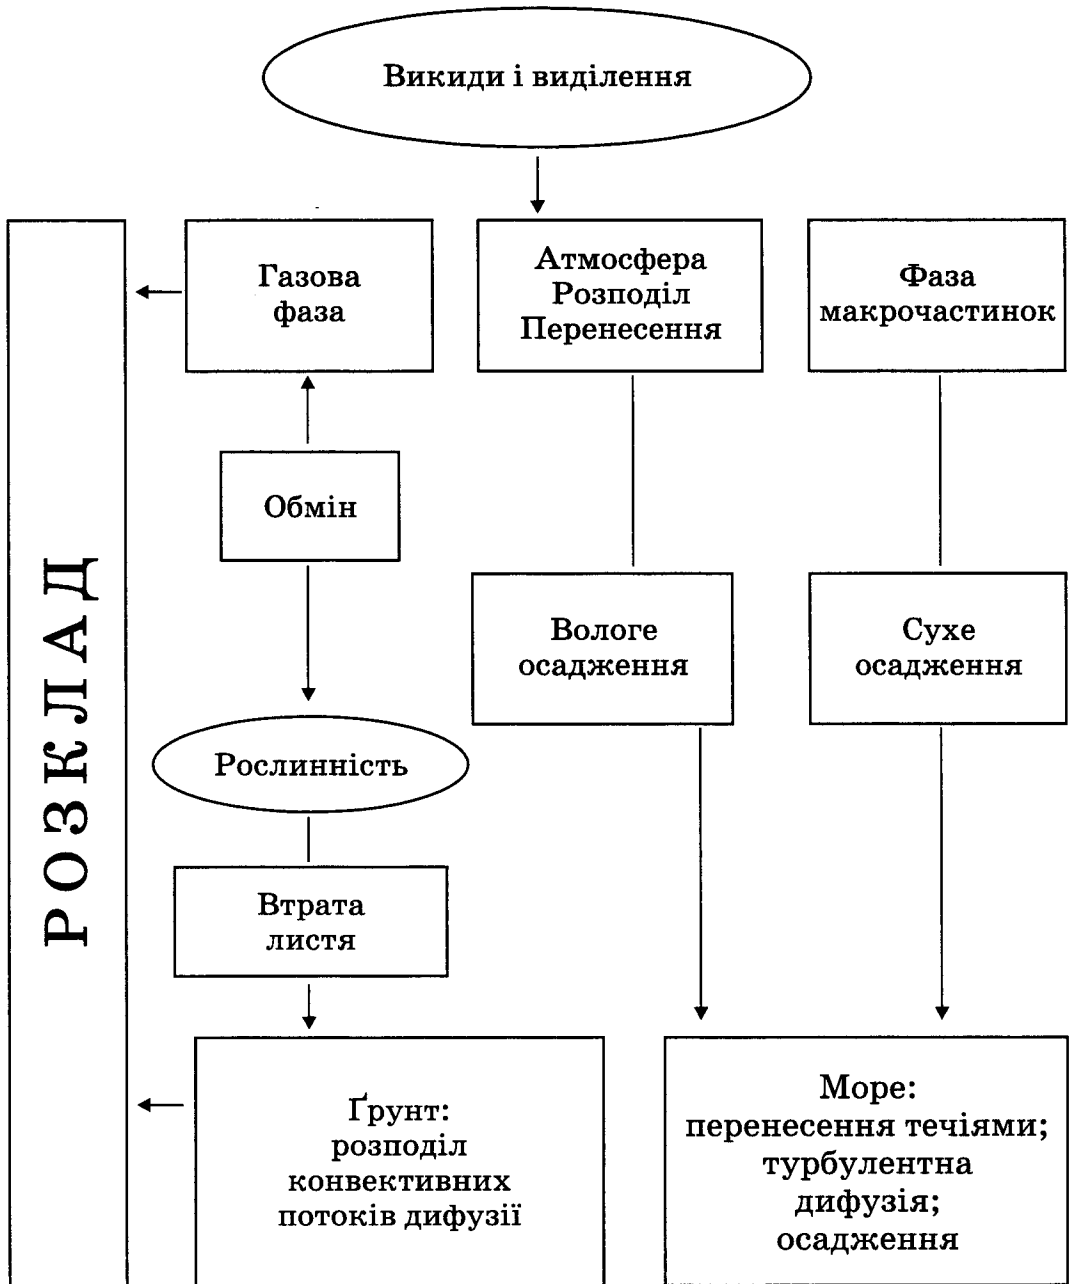 Викиди і виділення
Газова
фаза
Атмосфера
Розподіл
Перенесення
Фаза
макрочастинок
Обмін
Вологе
осадження
Сухе
осадження
РОЗКЛАД
Рослинність
Втрата
листя
Ґрунт:
розподіл
конвективних
потоків дифузії
Море:
перенесення течіями;
турбулентна
дифузія;
осадження